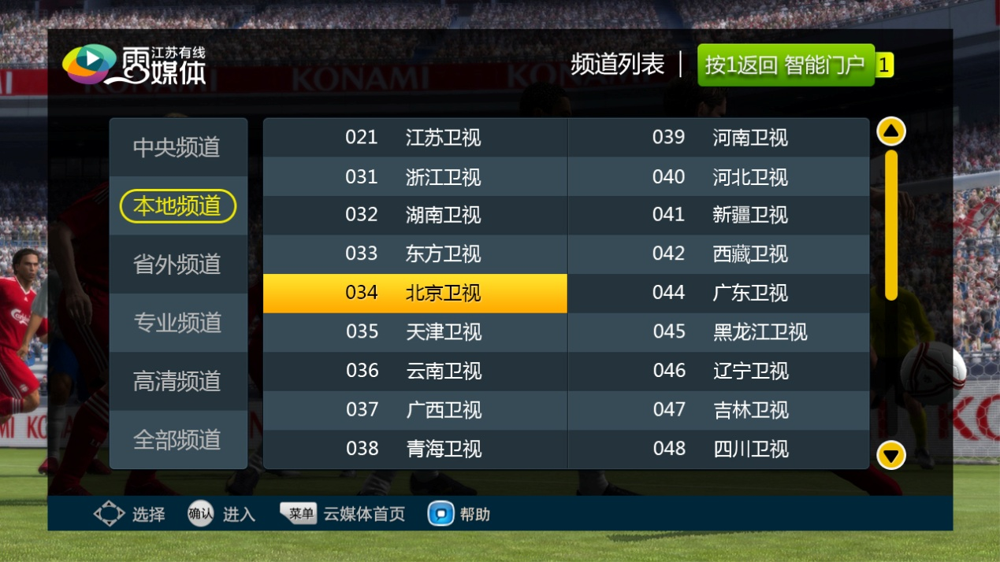 江苏有线
云媒体
频道列表 | 按1返回 智能门户 1
KONAMI
KONA
中央频道
本地频道
省外频道
专业频道
高清频道
全部频道
021 江苏卫视 039 河南卫视
031 浙江卫视 040 河北卫视
032 湖南卫视 041 新疆卫视
033 东方卫视 042 西藏卫视
034 北京卫视 044 广东卫视
035 天津卫视 045 黑龙江卫视
036 云南卫视 046 辽宁卫视
037 广西卫视 047 吉林卫视
038 青海卫视 048 四川卫视
选择 确认 进入 菜单 云媒体首页 帮助